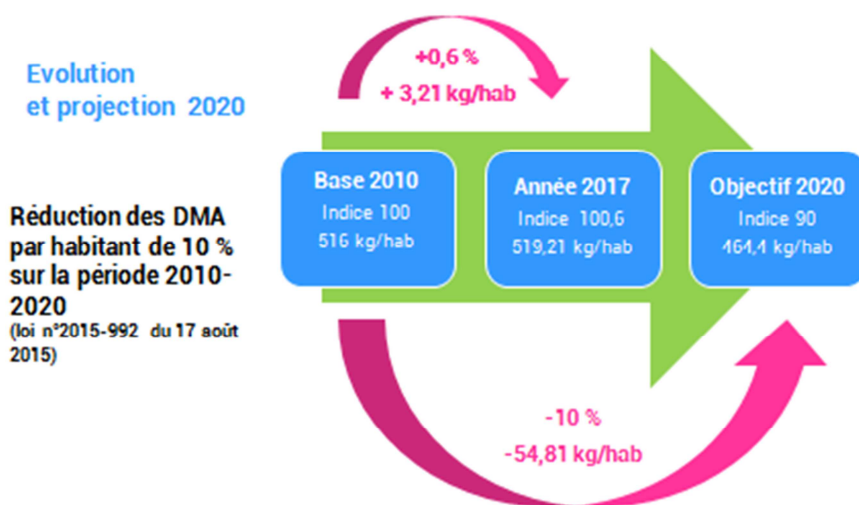 Evolution
et projection 2020
+0,6 %
+ 3,21 kg/hab
Réduction des DMA
par habitant de 10 %
sur la période 2010-
2020
(loi n°2015-992 du 17 août
2015)
Base 2010
Indice 100
516 kg/hab
Année 2017
Indice 100,6
519,21 kg/hab
Objectif 2020
Indice 90
464,4 kg/hab
-10 %
-54,81 kg/hab